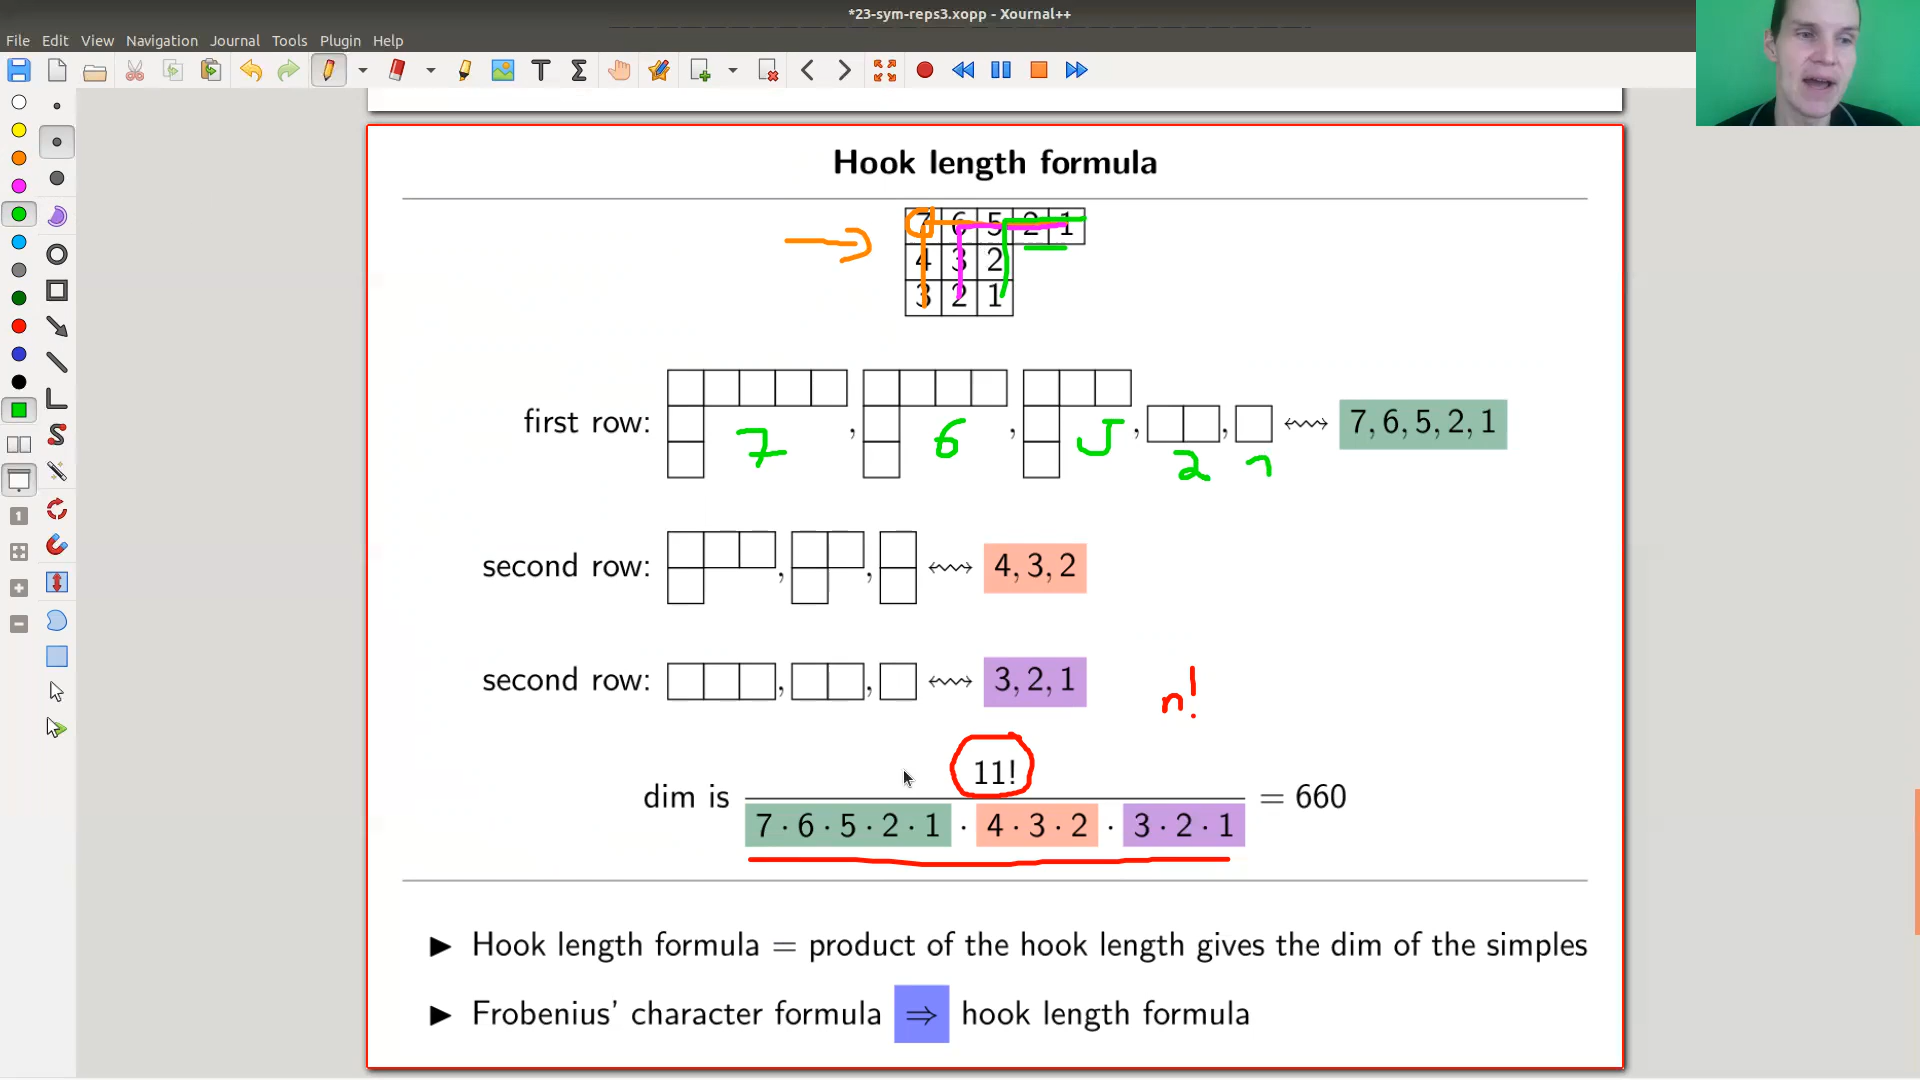 *23-sym-reps3.xopp - Xournal++
File Edit View Navigation Journal Tools Plugin Help
Hook length formula
7 6 5 2 1
4 3 2
3 2 1
first row: , , , , ⇝ 7, 6, 5, 2, 1
7 6 5 2 1
second row: , , ↭ 4, 3, 2
second row: , , ↭ 3, 2, 1
n!
dim is 11! / 7 · 6 · 5 · 2 · 1 · 4 · 3 · 2 · 3 · 2 · 1 = 660
► Hook length formula = product of the hook length gives the dim of the simples
► Frobenius' character formula ⇒ hook length formula